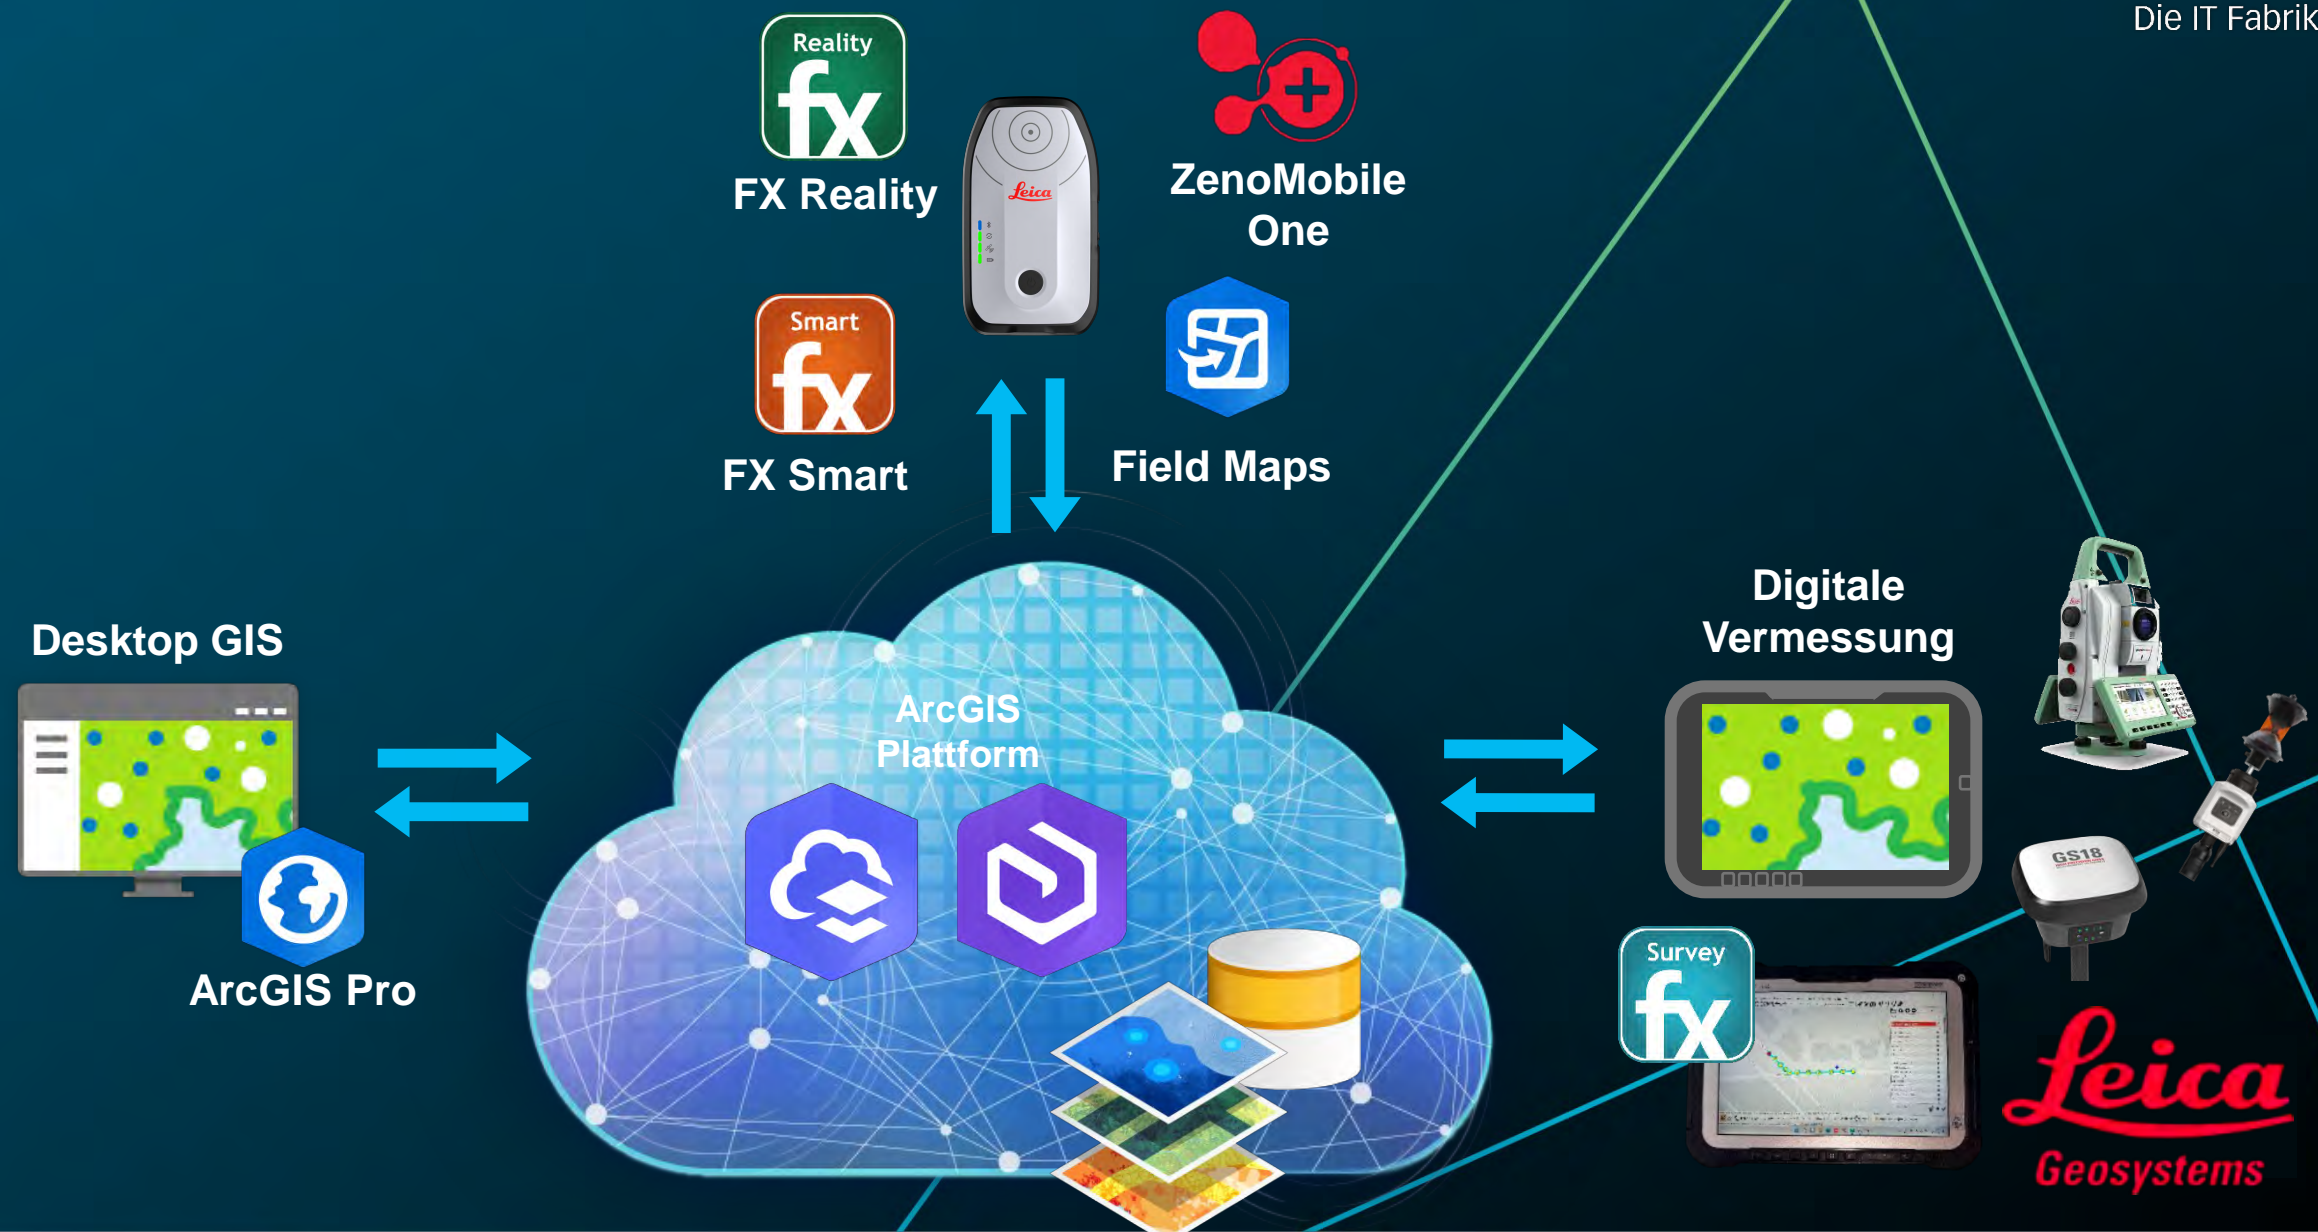 Die IT Fabrik
Reality
fx
FX Reality
Leica
ZenoMobile
One
Smart
fx
FX Smart
Field Maps
Desktop GIS
ArcGIS Pro
ArcGIS
Plattform
Digitale
Vermessung
GS18
Survey
fx
Leica
Geosystems